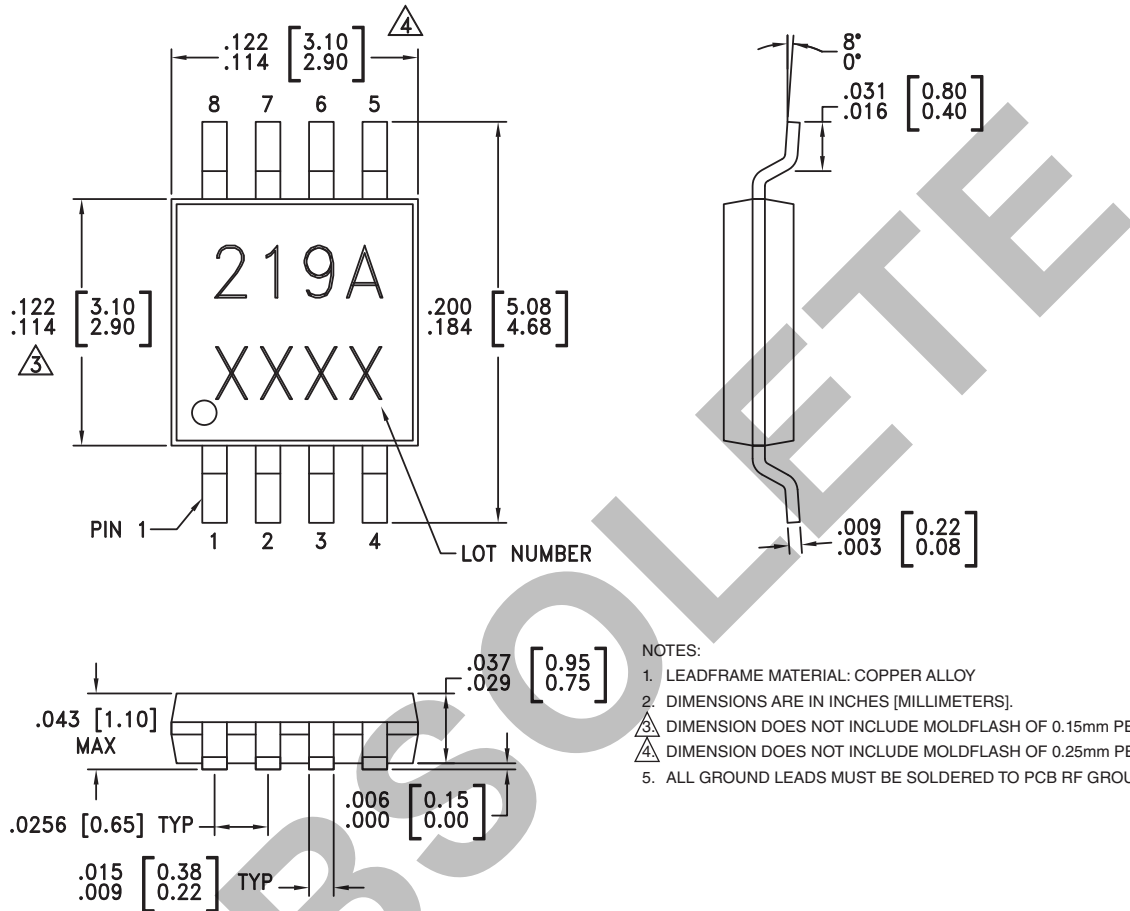 .122 [3.10]
.114 [2.90]
4
8 7 6 5
219A
XXXX
.122 [3.10]
.114 [2.90]
3
.200 [5.08]
.184 [4.68]
PIN 1
1 2 3 4
LOT NUMBER
8°
0°
.031 [0.80]
.016 [0.40]
.009 [0.22]
.003 [0.08]
.043 [1.10]
MAX
.037 [0.95]
.029 [0.75]
.0256 [0.65] TYP
.006 [0.15]
.000 [0.00]
.015 [0.38]
.009 [0.22]
TYP
NOTES:
1. LEADFRAME MATERIAL: COPPER ALLOY
2. DIMENSIONS ARE IN INCHES [MILLIMETERS].
3. DIMENSION DOES NOT INCLUDE MOLDFLASH OF 0.15mm PE
4. DIMENSION DOES NOT INCLUDE MOLDFLASH OF 0.25mm PE
5. ALL GROUND LEADS MUST BE SOLDERED TO PCB RF GROU
BSOLETE